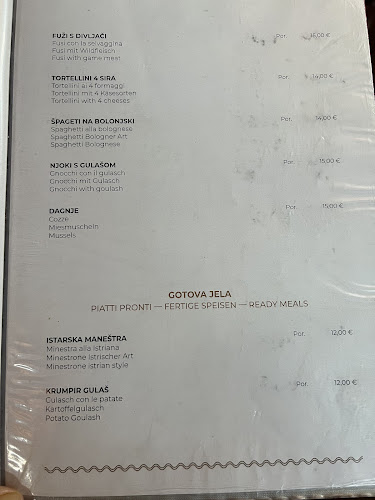 FUŽI S DIVLJAČI Por. 16,00 €
Fusi con la selvaggina
Fusi mit Wildfleisch
Fusi with game meat
TORTELLINI 4 SIRA Por. 14,00 €
Tortellini ai 4 formaggi
Tortellini mit 4 Käsesorten
Tortellini with 4 cheeses
ŠPAGETI NA BOLONJSKI Por. 14,00 €
Spaghetti alla bolognese
Spaghetti Bologner Art
Spaghetti Bolognese
NJOKI S GULAŠOM Por. 15,00 €
Gnocchi con il gulasch
Gnocchi mit Gulasch
Gnocchi with goulash
DAGNJE Por. 15,00 €
Cozze
Miesmuscheln
Mussels
GOTOVA JELA
PIATTI PRONTI — FERTIGE SPEISEN — READY MEALS
ISTARSKA MANEŠTRA Por. 12,00 €
Minestra alla Istriana
Minestrone Istrischer Art
Minestrone istrian style
KRUMPIR GULAŠ Por. 12,00 €
Gulasch con le patate
Kartoffelgulasch
Potato Goulash